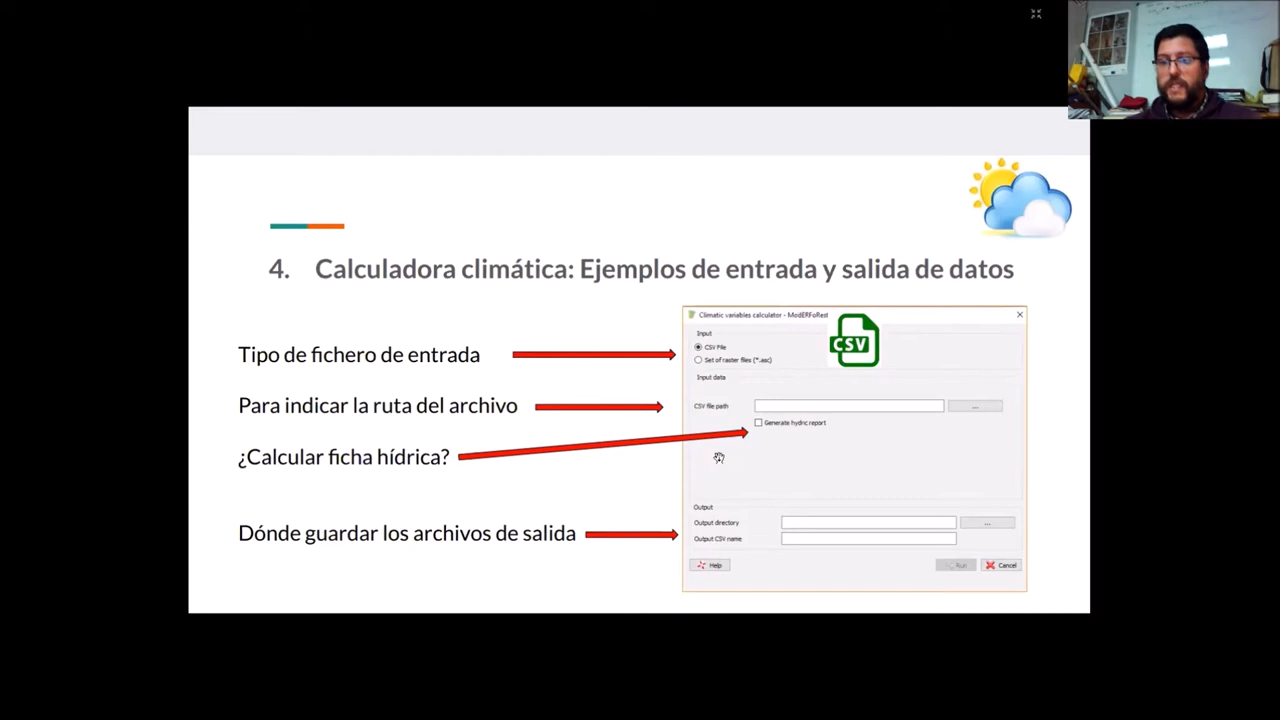 4. Calculadora climática: Ejemplos de entrada y salida de datos
Tipo de fichero de entrada
Para indicar la ruta del archivo
¿Calcular ficha hídrica?
Dónde guardar los archivos de salida
Climatic variables calculator - ModERFoRest
CSV
Input
CSV File
Set of raster files (*.asc)
Input data
CSV file path
...
Generate hydric report
Output
Output directory
...
Output CSV name
Help
Run
Cancel